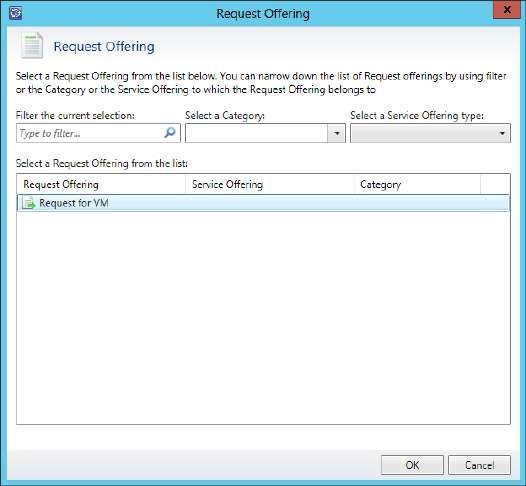 Request Offering
x
Request Offering
Select a Request Offering from the list below. You can narrow down the list of Request offerings by using filter
or the Category or the Service Offering to which the Request Offering belongs to
Filter the current selection: Select a Category: Select a Service Offering type:
Type to filter...
Select a Request Offering from the list:
Request Offering Service Offering Category
Request for VM
OK Cancel